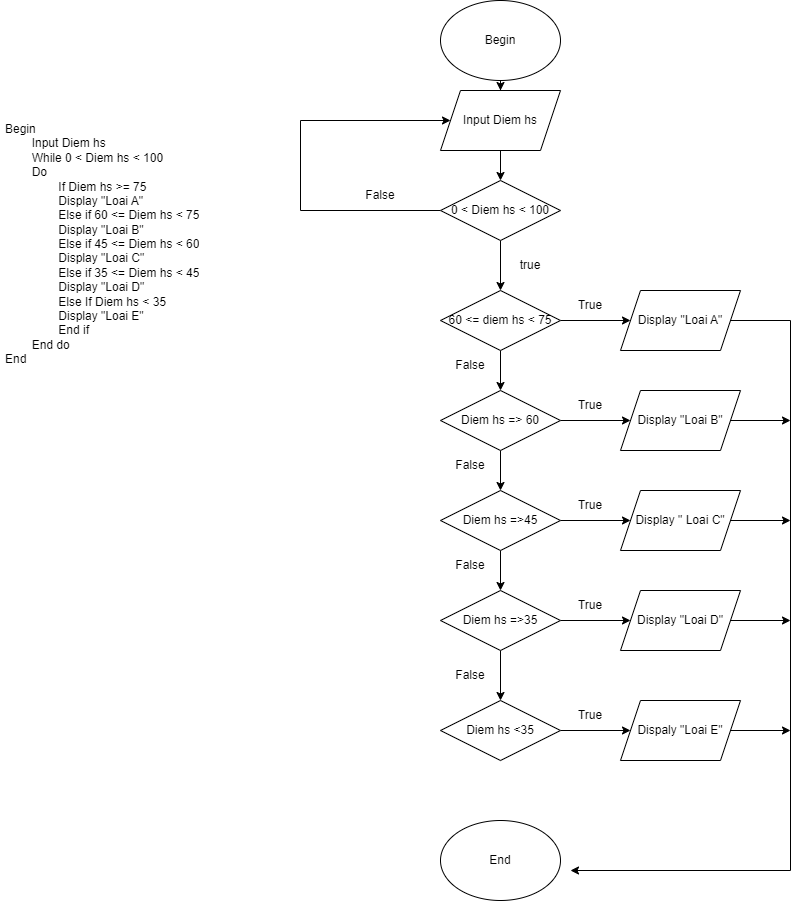 Begin
Input Diem hs
While 0 < Diem hs < 100
Do
If Diem hs >= 75
Display "Loai A"
Else if 60 <= Diem hs < 75
Display "Loai B"
Else if 45 <= Diem hs < 60
Display "Loai C"
Else if 35 <= Diem hs < 45
Display "Loai D"
Else If Diem hs < 35
Display "Loai E"
End if
End do
End
Begin
Input Diem hs
False
0 < Diem hs < 100
true
60 <= diem hs < 75
True
Display "Loai A"
False
Diem hs => 60
True
Display "Loai B"
False
Diem hs =>45
True
Display " Loai C"
False
Diem hs =>35
True
Display "Loai D"
False
Diem hs <35
True
Dispaly "Loai E"
End